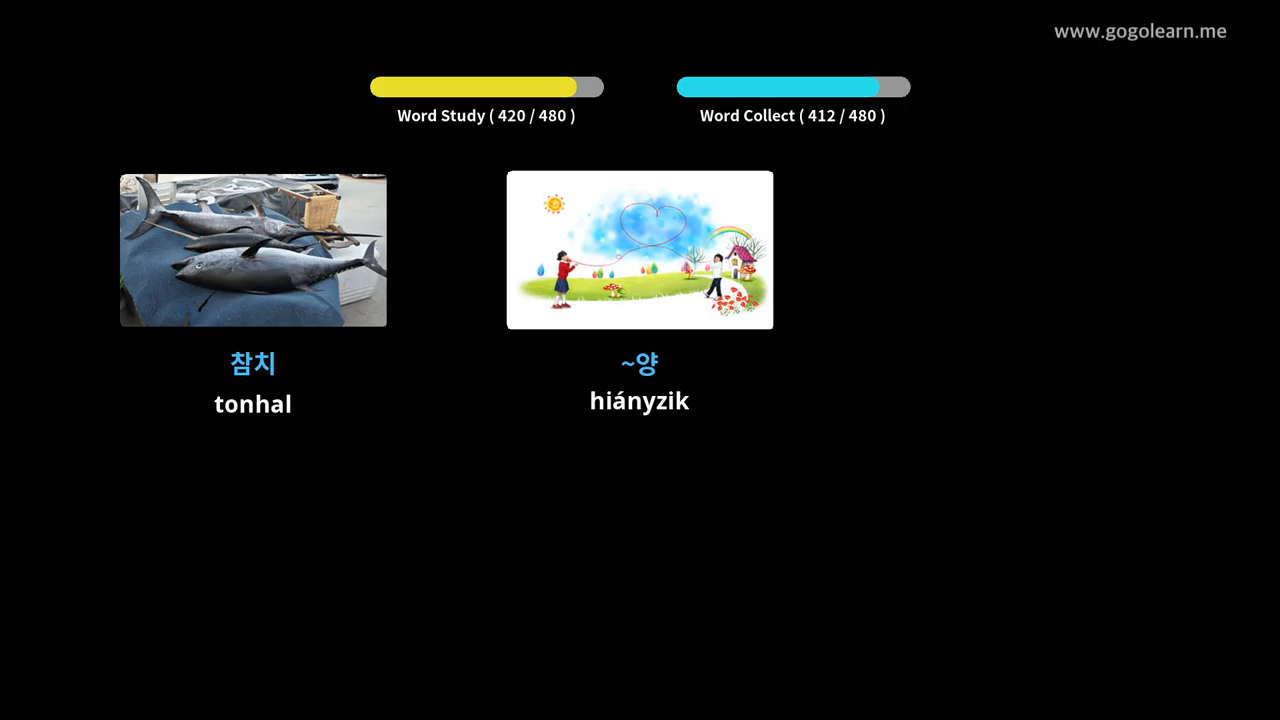 www.gogolearn.me
Word Study ( 420 / 480 )
Word Collect ( 412 / 480 )
참치
tonhal
~양
hiányzik